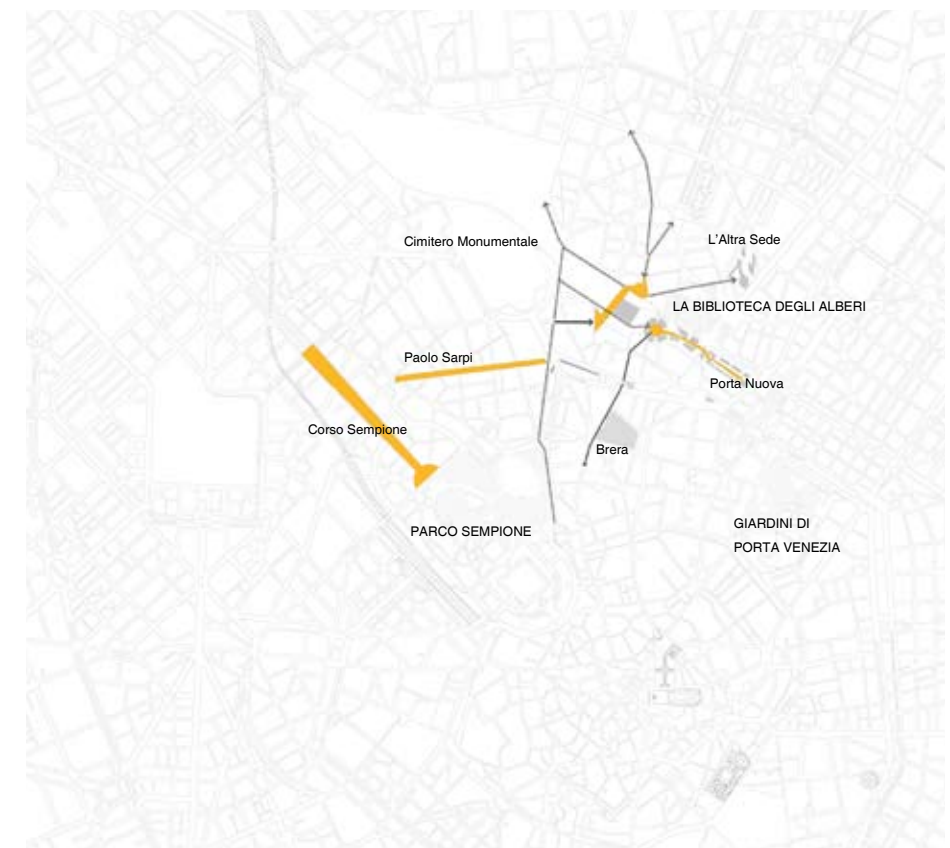 Cimitero Monumentale
L'Altra Sede
LA BIBLIOTECA DEGLI ALBERI
Paolo Sarpi
Porta Nuova
Corso Sempione
Brera
PARCO SEMPIONE
GIARDINI DI
PORTA VENEZIA